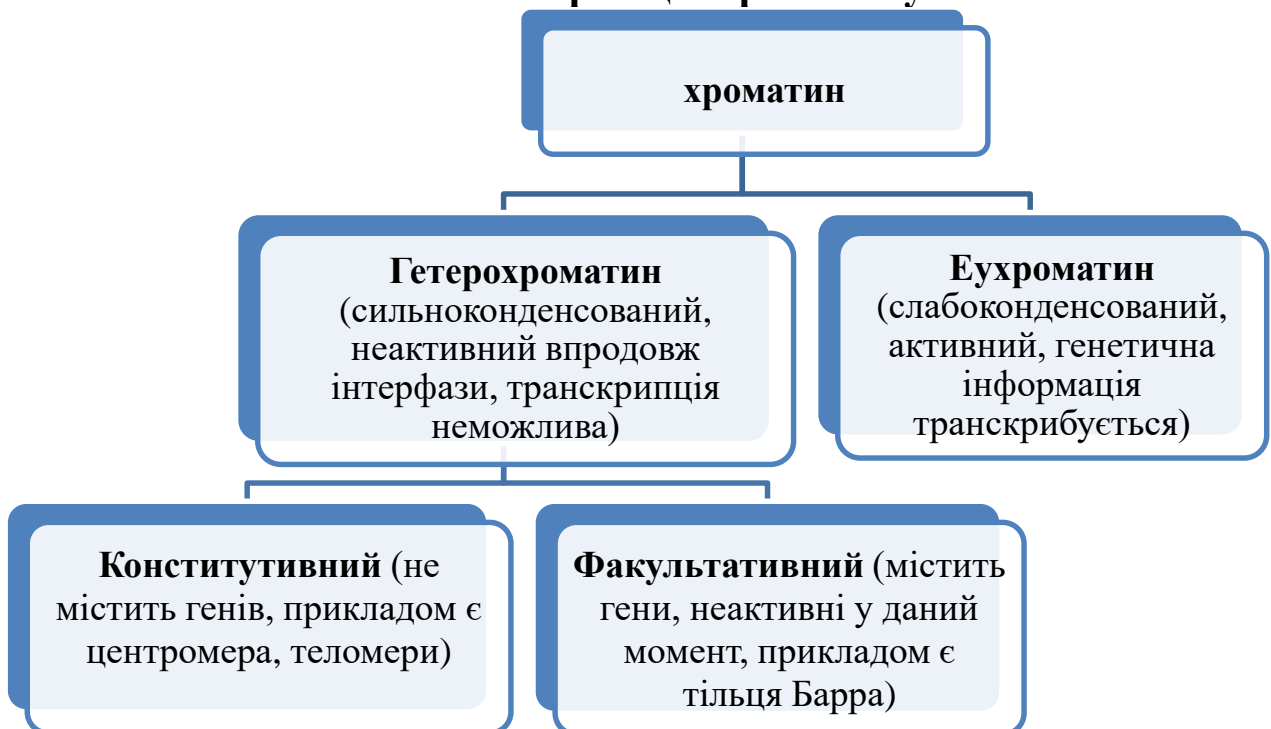 хроматин
Гетерохроматин
(сильноконденсований,
неактивний впродовж
інтерфази, транскрипція
неможлива)
Еухроматин
(слабоконденсований,
активний, генетична
інформація
транскрибується)
Конститутивний (не
містить генів, прикладом є
центромера, теломери)
Факультативний (містить
гени, неактивні у даний
момент, прикладом є
тільця Барра)